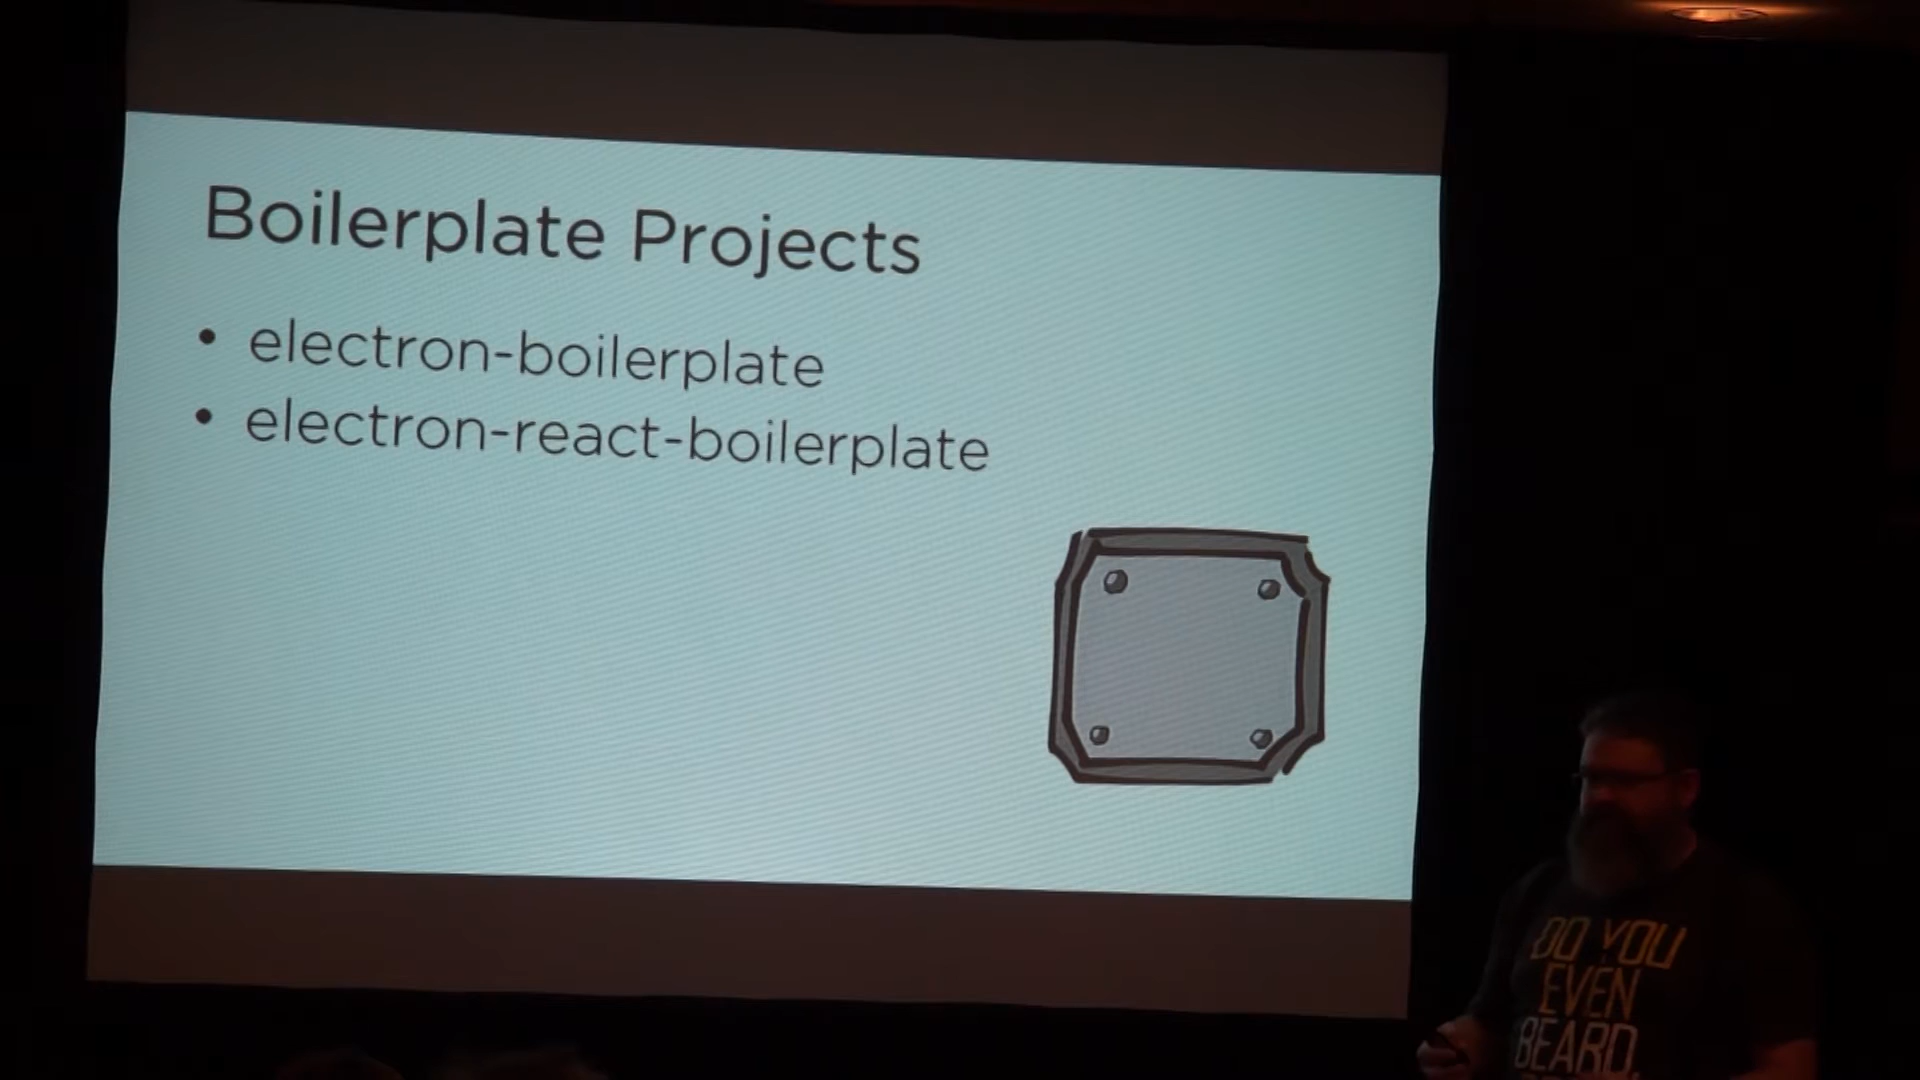 Boilerplate Projects
• electron-boilerplate
• electron-react-boilerplate
DO YOU
EVEN
BEARD,